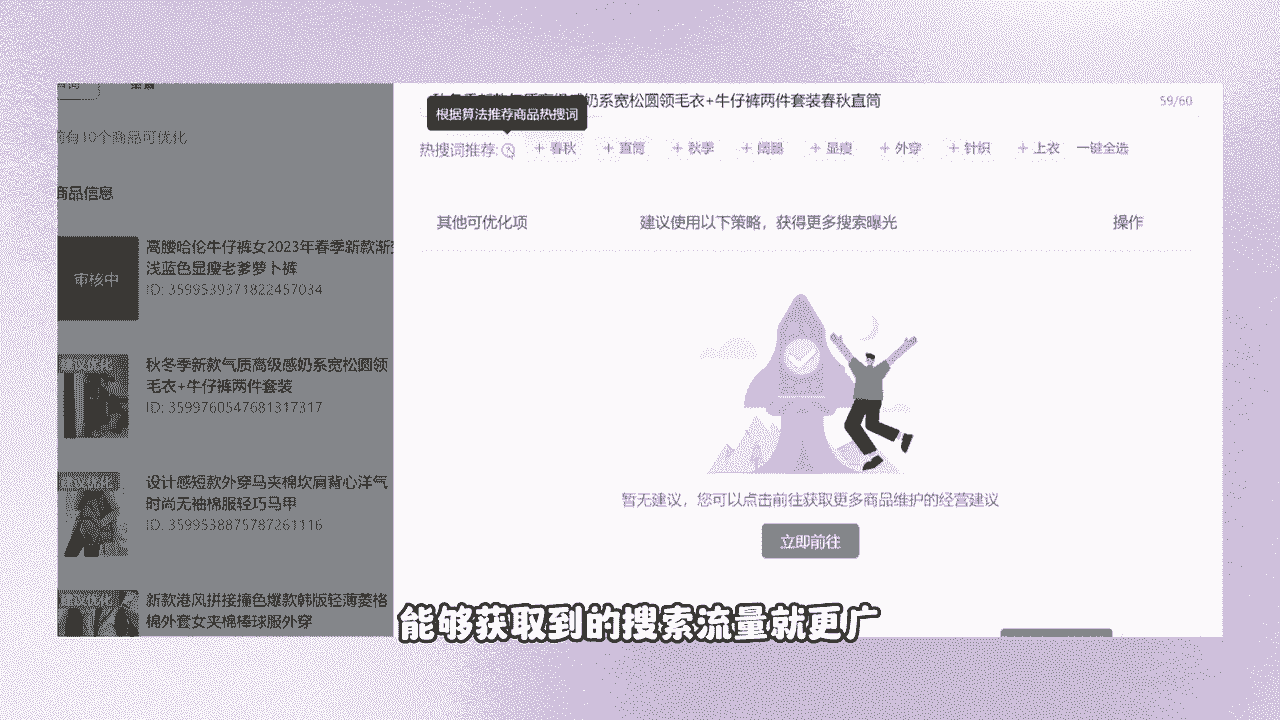 有10个商品可优化
商品信息
审核中
高腰哈伦牛仔裤女2023年春季新款渐变
浅蓝色显瘦老爹萝卜裤
ID: 3599539371822457034
秋冬季新款气质高级感奶系宽松圆领
毛衣+牛仔裤两件套装
ID: 3599760547681317317
设计感短款外穿马夹棉坎肩背心洋气
时尚无袖棉服轻巧马甲
ID: 3599538875787261116
新款港风拼接撞色爆款韩版轻薄菱格
棉外套女夹棉棒球服外穿
奶系宽松圆领毛衣+牛仔裤两件套装春秋直筒
59/60
根据算法推荐商品热搜词
热搜词推荐: + 春秋 + 直筒 + 秋季 + 阔腿 + 显瘦 + 外穿 + 针织 + 上衣 一键全选
其他可优化项 建议使用以下策略，获得更多搜索曝光 操作
暂无建议，您可以点击前往获取更多商品维护的经营建议
立即前往
能够获取到的搜索流量就更广